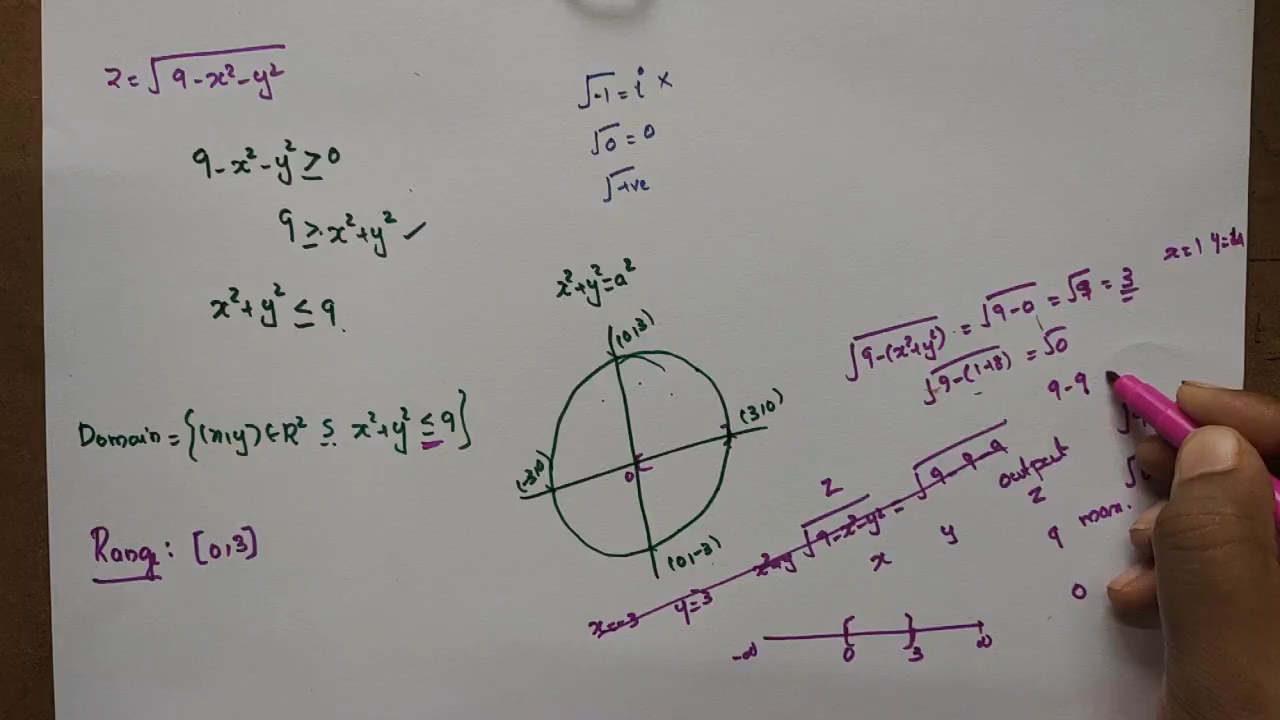 z = √(9 - x² - y²)
9 - x² - y² ≥ 0
9 ≥ x² + y² ✓
x² + y² ≤ 9.
Domain = {(x,y) ∈ R² s x² + y² ≤ 9}
Range: [0,3]
√-1 = i ×
√0 = 0
√+ve
x² + y² = a²
(0,3)
(3,0)
(-3,0)
0
(0,-3)
x=1 y=
√(9-(x²+y²)) = √(9-0) = √9 = 3
√(9-(1+8)) = √0
9-9
z
x² + y² √(9-x²-y²) = √(9-9-9)
x=-3 y=3
x y output
z
9 max.
0
-∞ 0 3 ∞